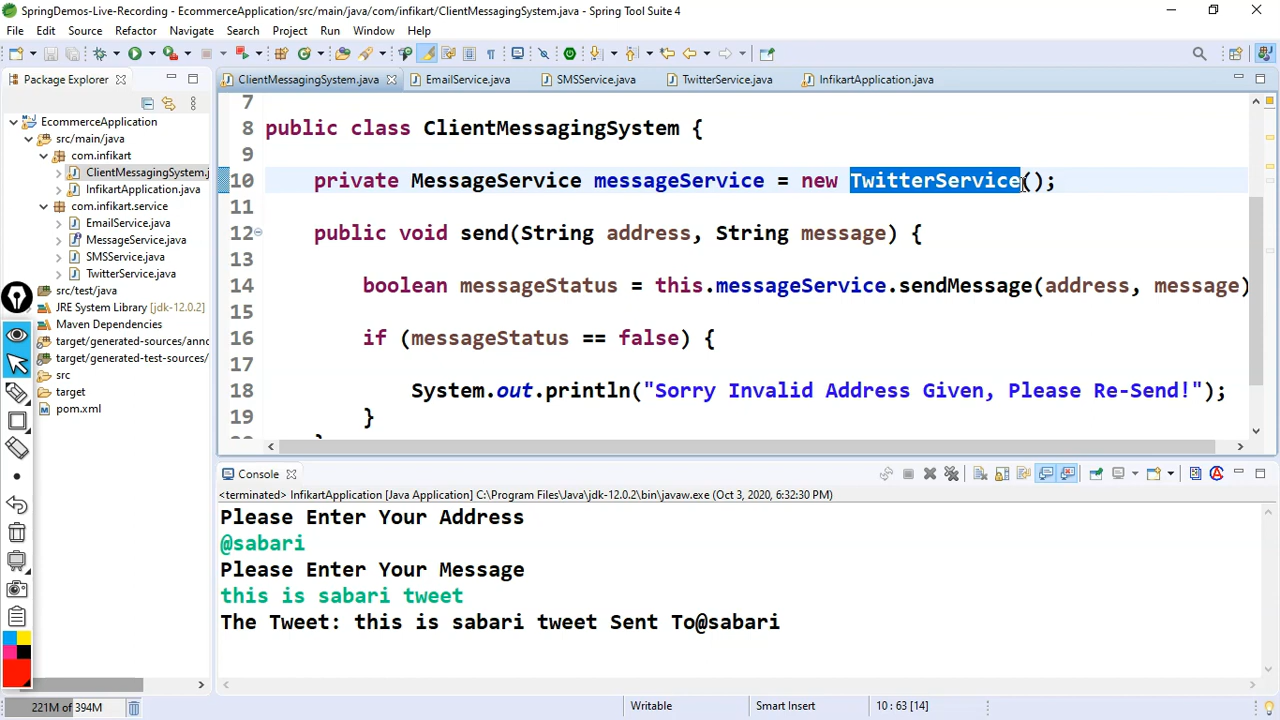 SpringDemos-Live-Recording - EcommerceApplication/src/main/java/com/infikart/ClientMessagingSystem.java - Spring Tool Suite 4
File Edit Source Refactor Navigate Search Project Run Window Help
Package Explorer
EcommerceApplication
src/main/java
com.infikart
ClientMessagingSystem.j
InfikartApplication.java
com.infikart.service
EmailService.java
MessageService.java
SMSService.java
TwitterService.java
src/test/java
JRE System Library [jdk-12.0.2]
Maven Dependencies
target/generated-sources/anno
target/generated-test-sources/
src
target
pom.xml
ClientMessagingSystem.java EmailService.java SMSService.java TwitterService.java InfikartApplication.java
7
8 public class ClientMessagingSystem {
9
10 private MessageService messageService = new TwitterService();
11
12 public void send(String address, String message) {
13
14 boolean messageStatus = this.messageService.sendMessage(address, message)
15
16 if (messageStatus == false) {
17
18 System.out.println("Sorry Invalid Address Given, Please Re-Send!");
19 }
Console
<terminated> InfikartApplication [Java Application] C:\Program Files\Java\jdk-12.0.2\bin\javaw.exe (Oct 3, 2020, 6:32:30 PM)
Please Enter Your Address
@sabari
Please Enter Your Message
this is sabari tweet
The Tweet: this is sabari tweet Sent To@sabari
221M of 394M Writable Smart Insert 10 : 63 [14]